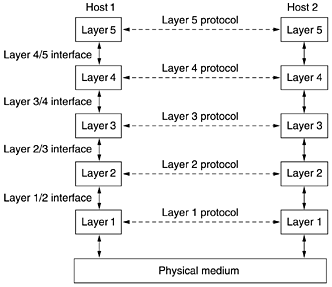 Host 1 Host 2
Layer 5 Layer 5 protocol Layer 5
Layer 4/5 interface
Layer 4 Layer 4 protocol Layer 4
Layer 3/4 interface
Layer 3 Layer 3 protocol Layer 3
Layer 2/3 interface
Layer 2 Layer 2 protocol Layer 2
Layer 1/2 interface
Layer 1 Layer 1 protocol Layer 1
Physical medium